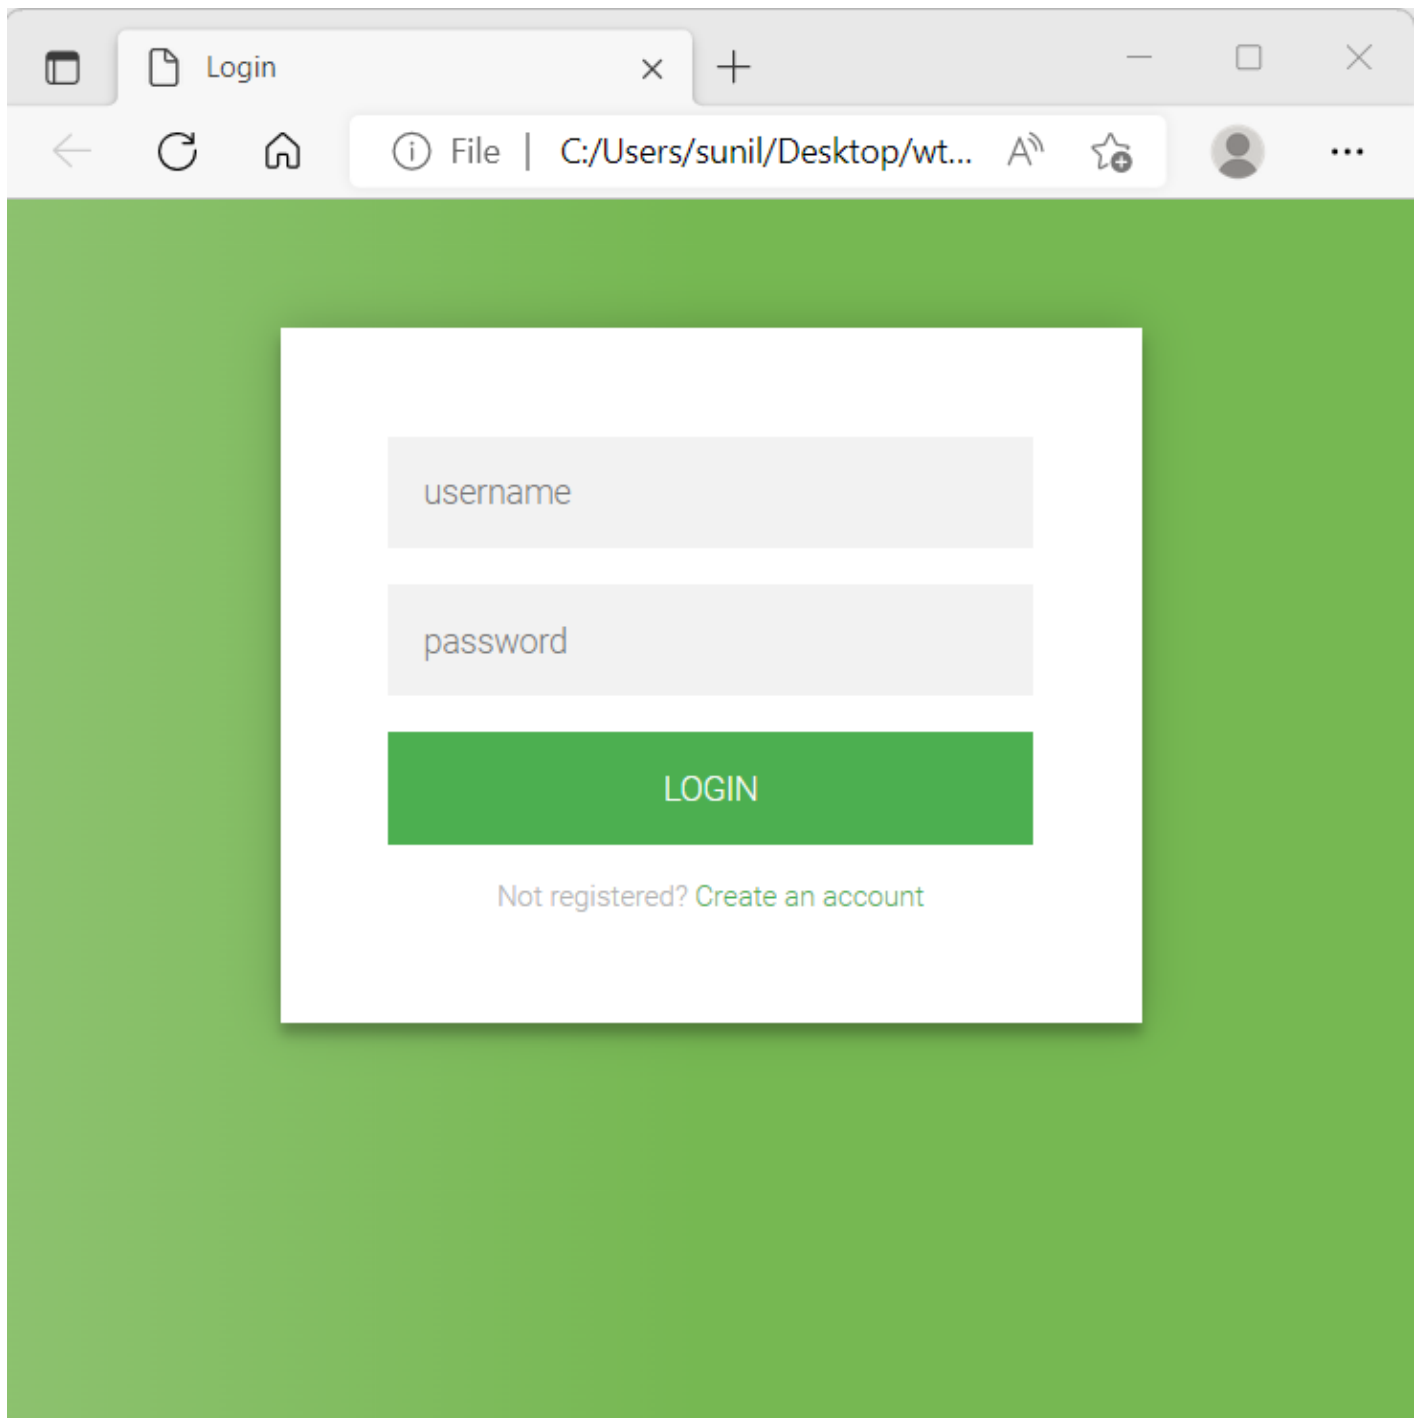 Login
File | C:/Users/sunil/Desktop/wt...
username
password
LOGIN
Not registered? Create an account